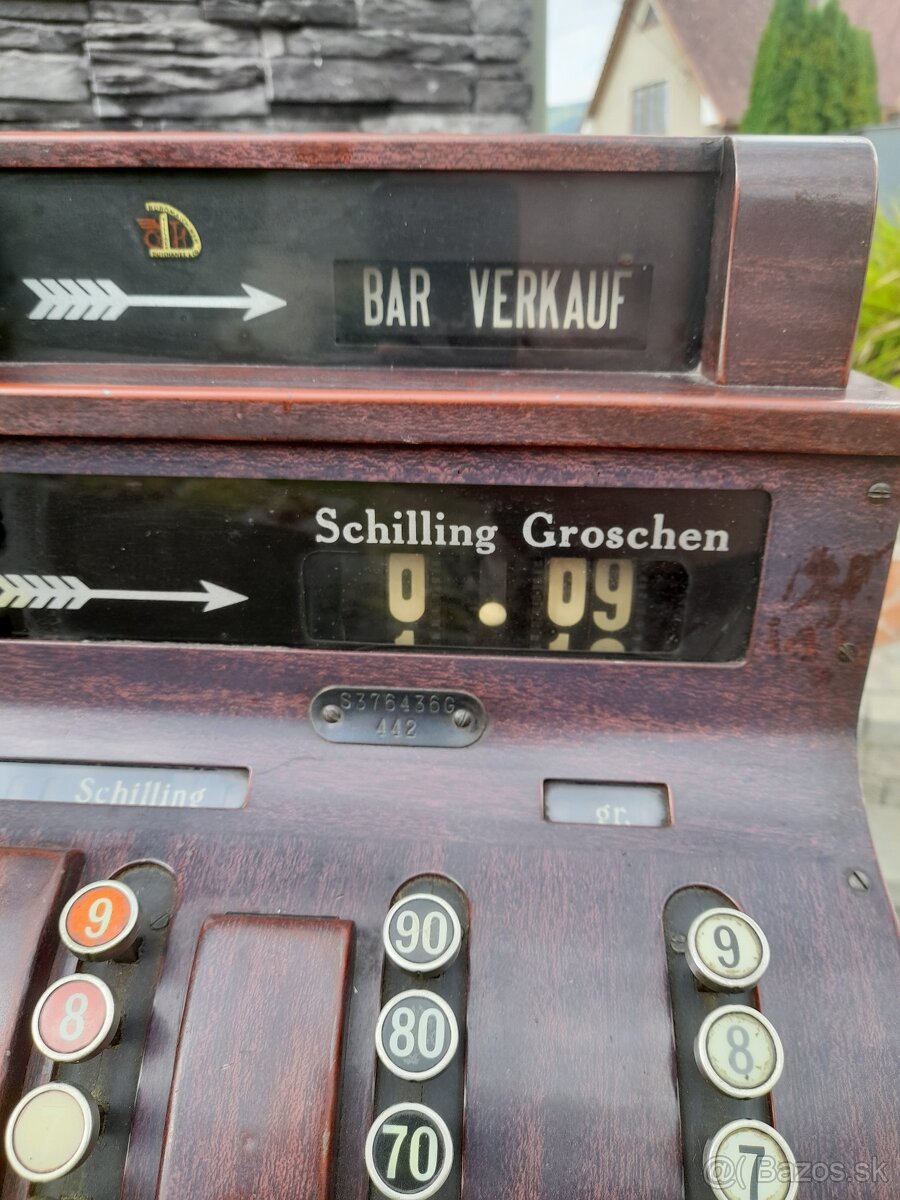 BAR VERKAUF
Schilling Groschen
0 . 09
S376436G
442
Schilling
gr.
9
90
9
8
80
8
70
7
@( Bazos.sk